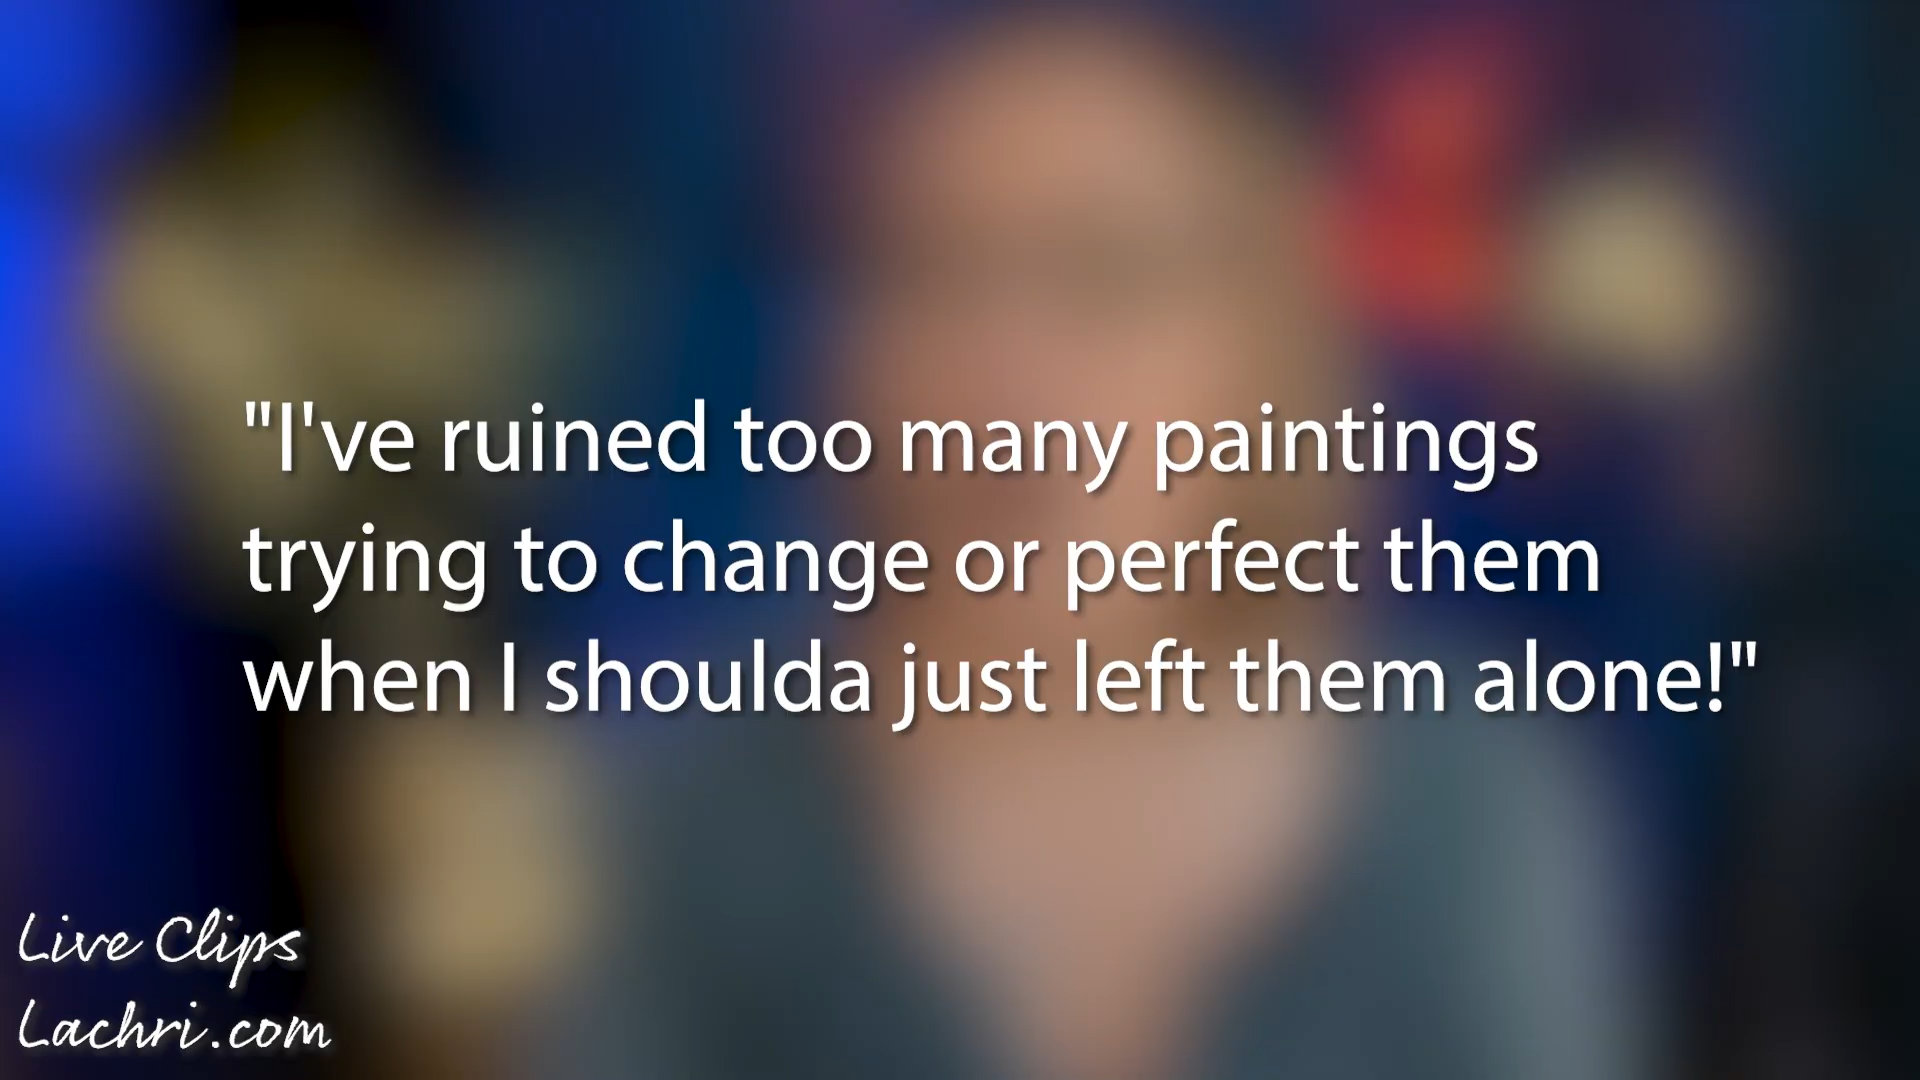 "I've ruined too many paintings
trying to change or perfect them
when I shoulda just left them alone!"
Live Clips
Lachri.com